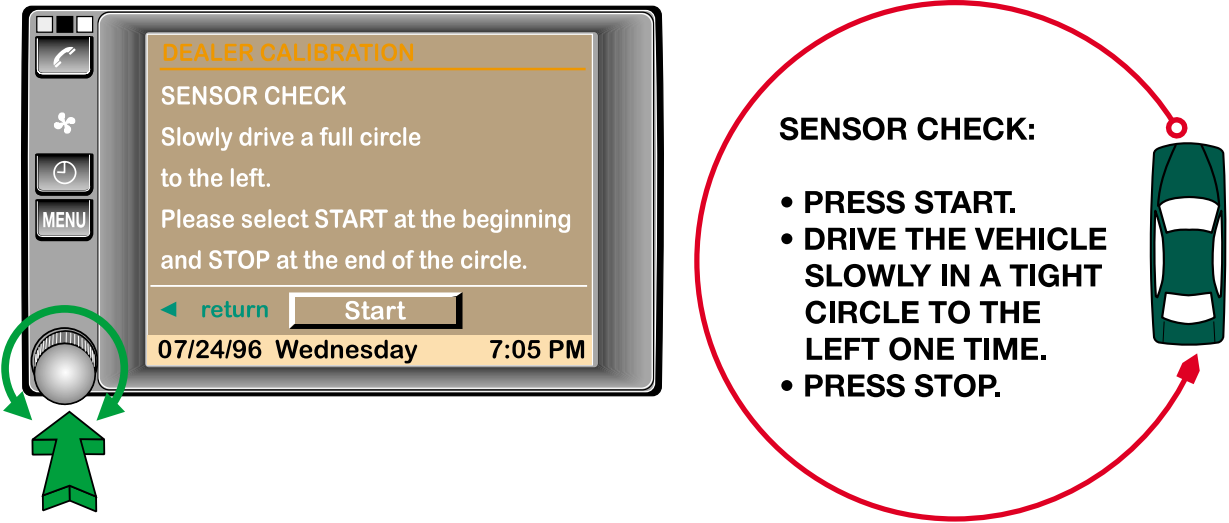 DEALER CALIBRATION
SENSOR CHECK
Slowly drive a full circle
to the left.
Please select START at the beginning
and STOP at the end of the circle.
return Start
07/24/96 Wednesday 7:05 PM
MENU
SENSOR CHECK:
• PRESS START.
• DRIVE THE VEHICLE
SLOWLY IN A TIGHT
CIRCLE TO THE
LEFT ONE TIME.
• PRESS STOP.